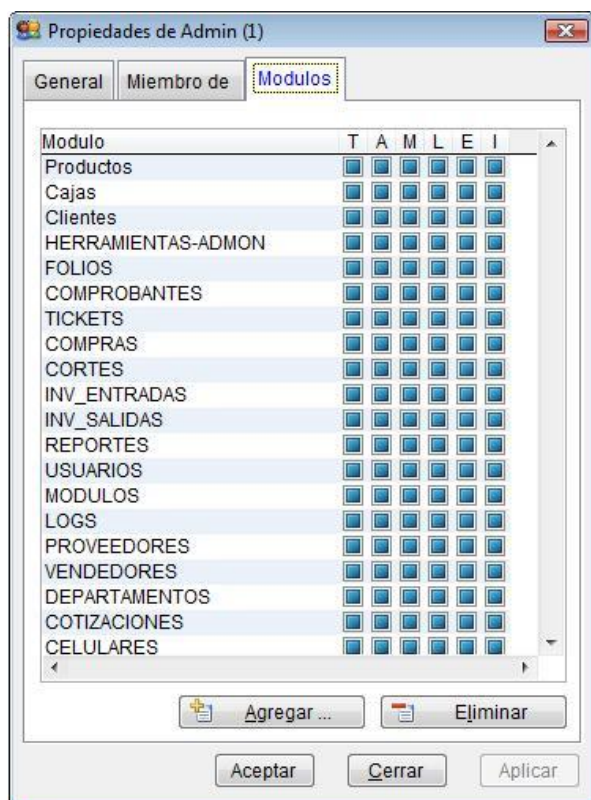 Propiedades de Admin (1)
General Miembro de Modulos
Modulo T A M L E I
Productos
Cajas
Clientes
HERRAMIENTAS-ADMON
FOLIOS
COMPROBANTES
TICKETS
COMPRAS
CORTES
INV_ENTRADAS
INV_SALIDAS
REPORTES
USUARIOS
MODULOS
LOGS
PROVEEDORES
VENDEDORES
DEPARTAMENTOS
COTIZACIONES
CELULARES
Agregar ... Eliminar
Aceptar Cerrar Aplicar